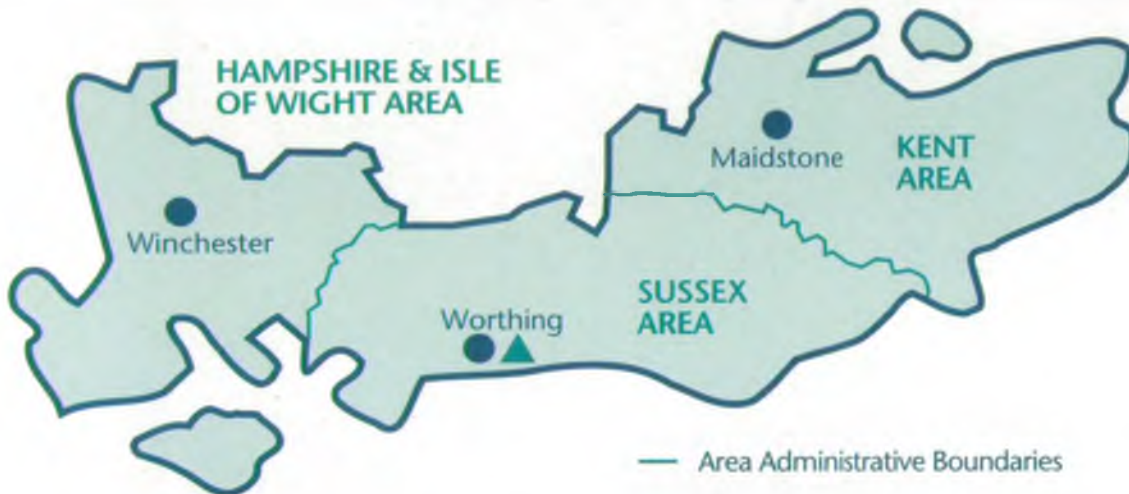 HAMPSHIRE & ISLE
OF WIGHT AREA
Maidstone
KENT
AREA
Winchester
SUSSEX
AREA
Worthing
Area Administrative Boundaries